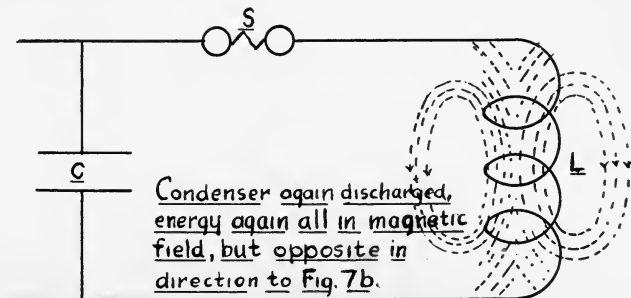 S
C
L
Condenser again discharged,
energy again all in magnetic
field, but opposite in
direction to Fig. 7b.